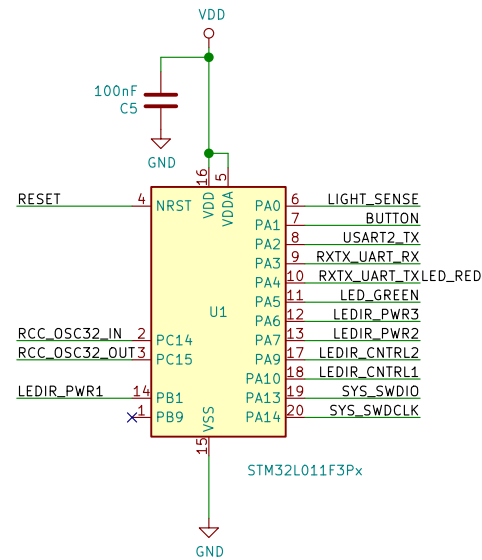 VDD
100nF
C5
GND
16 5
RESET 4 NRST VDD VDDA PA0 6 LIGHT_SENSE
PA1 7 BUTTON
PA2 8 USART2_TX
PA3 9 RXTX_UART_RX
PA4 10 RXTX_UART_TXLED_RED
U1 PA5 11 LED_GREEN
PA6 12 LEDIR_PWR3
RCC_OSC32_IN 2 PC14 PA7 13 LEDIR_PWR2
RCC_OSC32_OUT 3 PC15 PA9 17 LEDIR_CNTRL2
PA10 18 LEDIR_CNTRL1
LEDIR_PWR1 14 PB1 PA13 19 SYS_SWDIO
1 PB9 VSS PA14 20 SYS_SWDCLK
15
STM32L011F3Px
GND